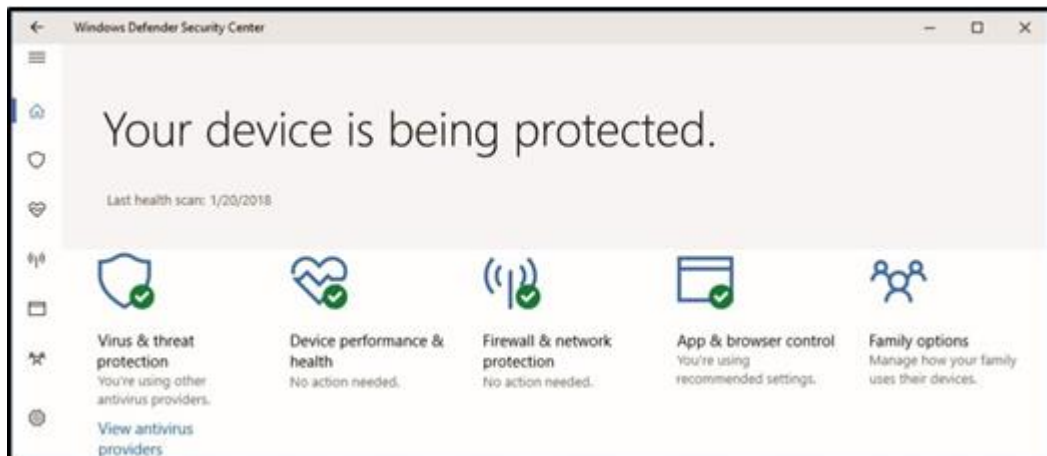 Windows Defender Security Center
Your device is being protected.
Last health scan: 1/20/2018
Virus & threat
protection
You're using other
antivirus providers.
View antivirus
providers
Device performance &
health
No action needed.
Firewall & network
protection
No action needed.
App & browser control
You're using
recommended settings.
Family options
Manage how your family
uses their devices.